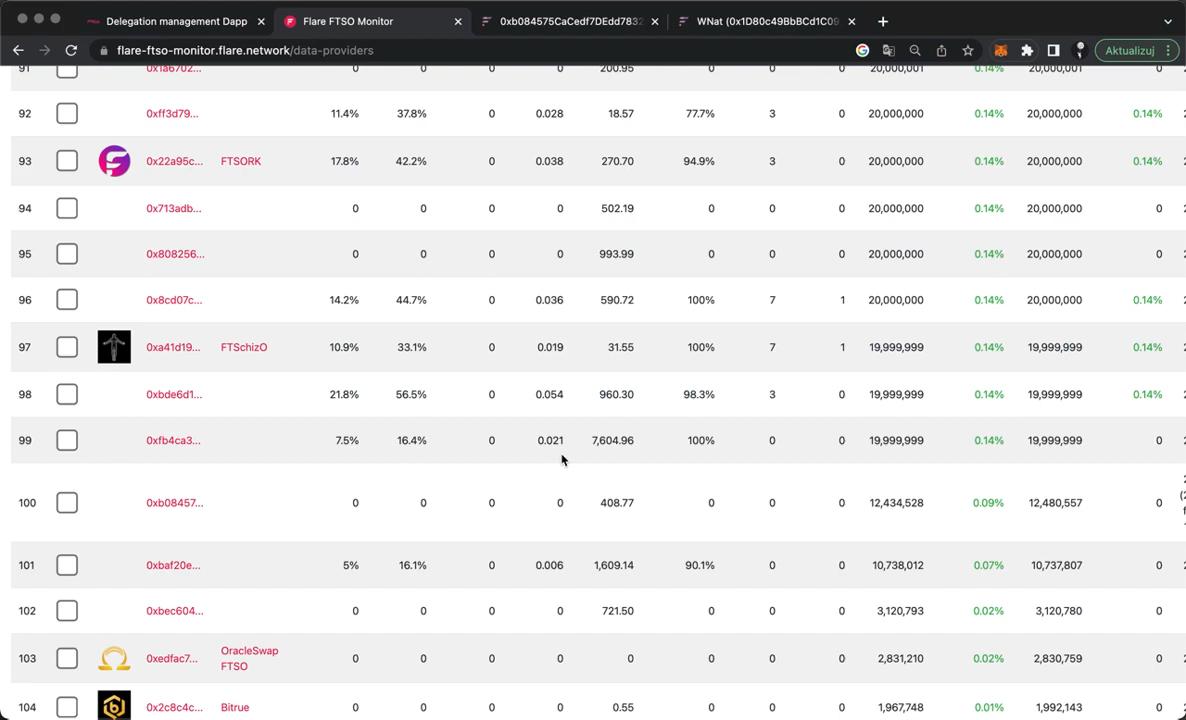 Delegation management Dapp
Flare FTSO Monitor
0xb084575CaCedf7DEdd7832
WNat (0x1D80c49BbBCd1C09
flare-ftso-monitor.flare.network/data-providers
Aktualizuj
91 0x1a6702... 0 0 0 0 200.95 0 0 0 20,000,001 0.14% 20,000,001 0
92 0xff3d79... 11.4% 37.8% 0 0.028 18.57 77.7% 3 0 20,000,000 0.14% 20,000,000 0.14%
93 0x22a95c... FTSORK 17.8% 42.2% 0 0.038 270.70 94.9% 3 0 20,000,000 0.14% 20,000,000 0.14%
94 0x713adb... 0 0 0 0 502.19 0 0 0 20,000,000 0.14% 20,000,000 0
95 0x808256... 0 0 0 0 993.99 0 0 0 20,000,000 0.14% 20,000,000 0
96 0x8cd07c... 14.2% 44.7% 0 0.036 590.72 100% 7 1 20,000,000 0.14% 20,000,000 0.14%
97 0xa41d19... FTSchizO 10.9% 33.1% 0 0.019 31.55 100% 7 1 19,999,999 0.14% 19,999,999 0.14%
98 0xbde6d1... 21.8% 56.5% 0 0.054 960.30 98.3% 3 0 19,999,999 0.14% 19,999,999 0.14%
99 0xfb4ca3... 7.5% 16.4% 0 0.021 7,604.96 100% 0 0 19,999,999 0.14% 19,999,999 0
100 0xb08457... 0 0 0 0 408.77 0 0 0 12,434,528 0.09% 12,480,557 0
101 0xbaf20e... 5% 16.1% 0 0.006 1,609.14 90.1% 0 0 10,738,012 0.07% 10,737,807 0
102 0xbec604... 0 0 0 0 721.50 0 0 0 3,120,793 0.02% 3,120,780 0
103 0xedfac7... OracleSwap FTSO 0 0 0 0 0 0 0 0 2,831,210 0.02% 2,830,759 0
104 0x2c8c4c... Bitrue 0 0 0 0 0.55 0 0 0 1,967,748 0.01% 1,992,143 0